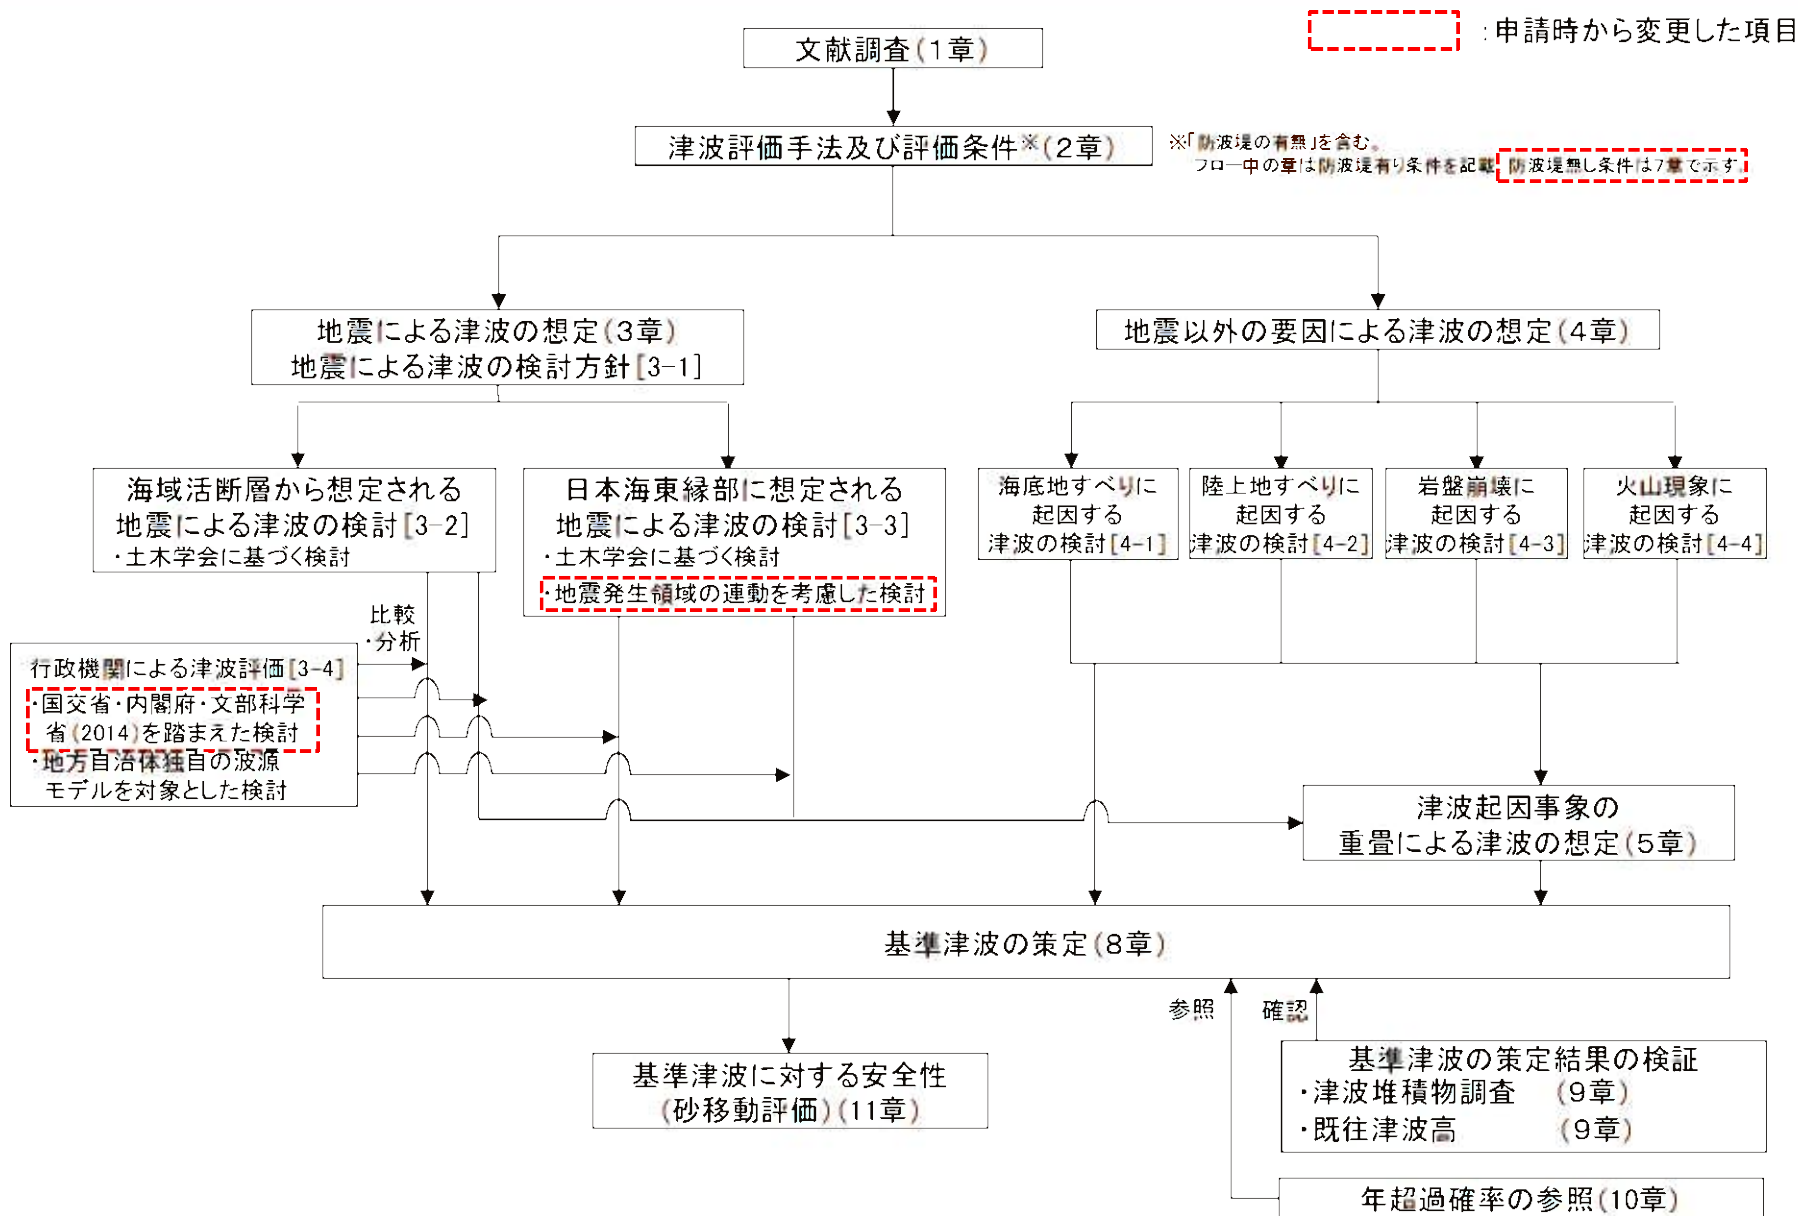 :申請時から変更した項目
文献調査(1章)
津波評価手法及び評価条件※(2章)
※「防波堤の有無」を含む。
フロー中の章は防波堤有り条件を記載 防波堤無し条件は7章で示す。
地震による津波の想定(3章)
地震による津波の検討方針[3-1]
地震以外の要因による津波の想定(4章)
海域活断層から想定される
地震による津波の検討[3-2]
・土木学会に基づく検討
日本海東縁部に想定される
地震による津波の検討[3-3]
・土木学会に基づく検討
・地震発生領域の連動を考慮した検討
海底地すべりに
起因する
津波の検討[4-1]
陸上地すべりに
起因する
津波の検討[4-2]
岩盤崩壊に
起因する
津波の検討[4-3]
火山現象に
起因する
津波の検討[4-4]
比較
・分析
行政機関による津波評価[3-4]
・国交省・内閣府・文部科学
省(2014)を踏まえた検討
・地方自治体独自の波源
モデルを対象とした検討
津波起因事象の
重畳による津波の想定(5章)
基準津波の策定(8章)
参照
確認
基準津波に対する安全性
(砂移動評価)(11章)
基準津波の策定結果の検証
・津波堆積物調査 (9章)
・既往津波高 (9章)
年超過確率の参照(10章)